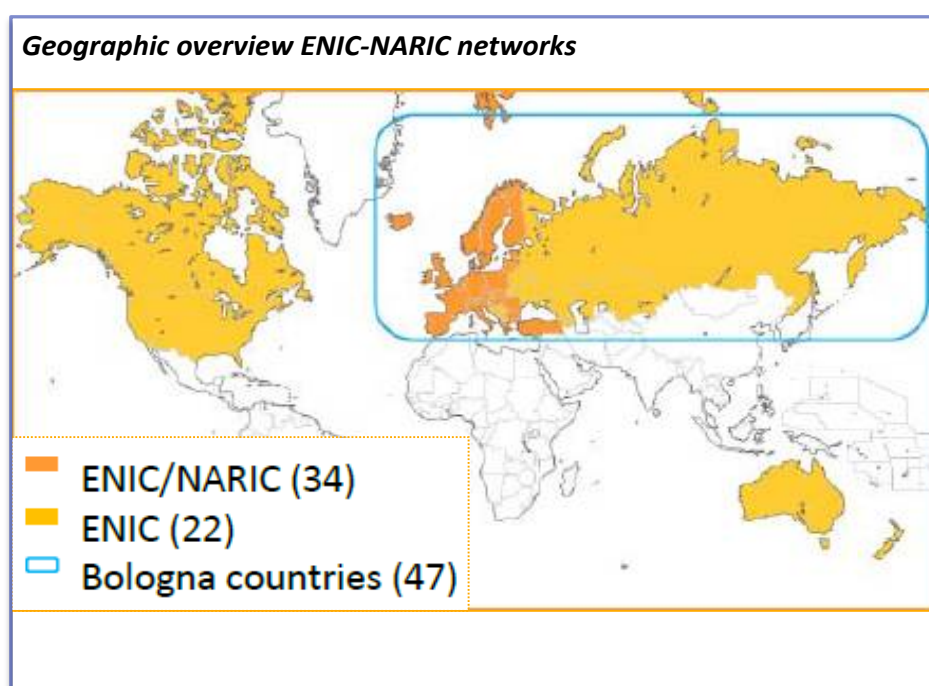 Geographic overview ENIC-NARIC networks
ENIC/NARIC (34)
ENIC (22)
Bologna countries (47)